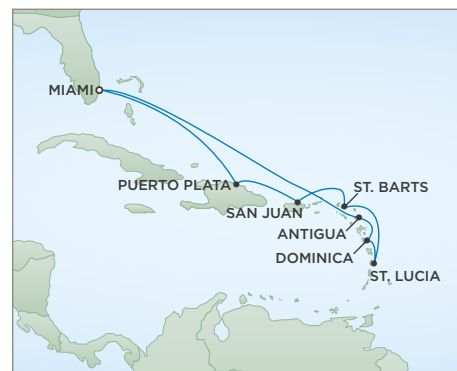 MIAMI
PUERTO PLATA
ST. BARTS
SAN JUAN
ANTIGUA
DOMINICA
ST. LUCIA